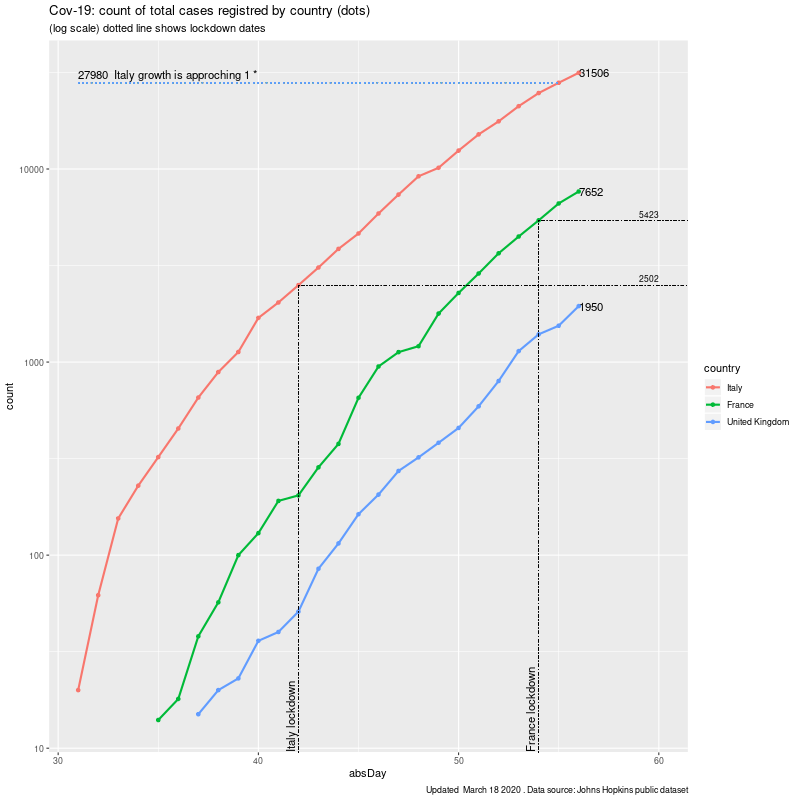 Cov-19: count of total cases registred by country (dots)
(log scale) dotted line shows lockdown dates
27980 Italy growth is approching 1 *
31506
10000
7652
5423
2502
1950
1000
100
10
count
Italy lockdown
France lockdown
30
40
50
60
absDay
country
Italy
France
United Kingdom
Updated March 18 2020 . Data source: Johns Hopkins public dataset